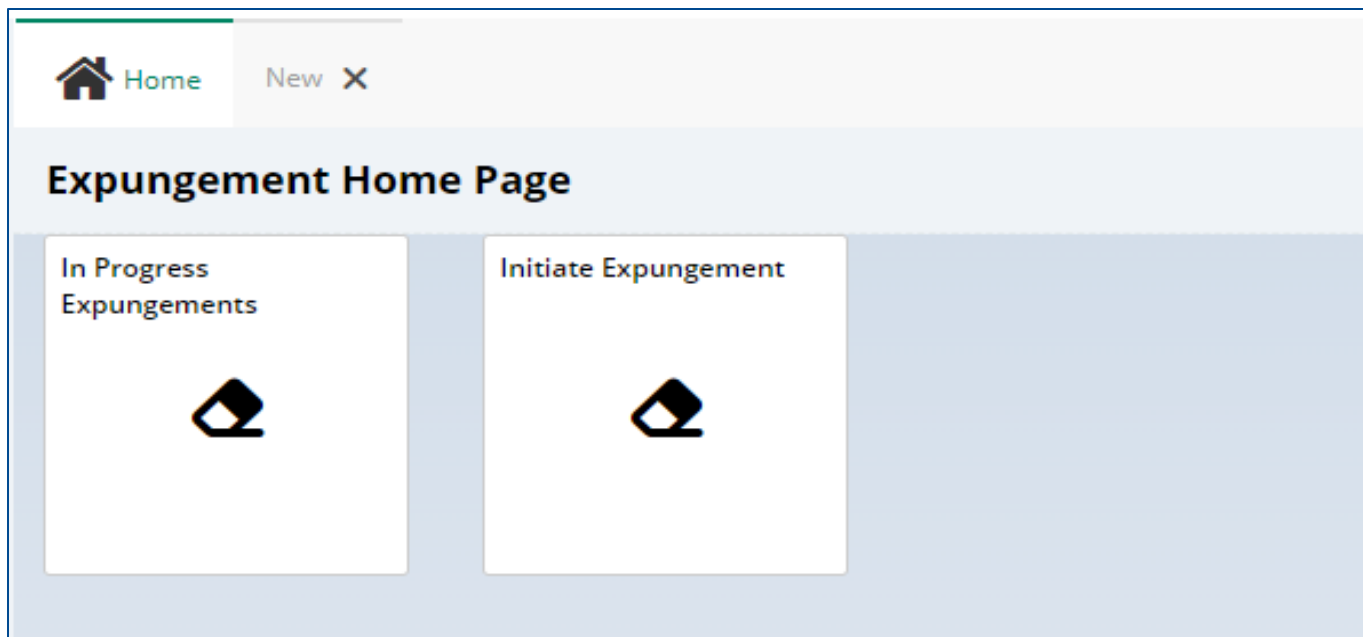 Home New
Expungement Home Page
In Progress
Expungements
Initiate Expungement